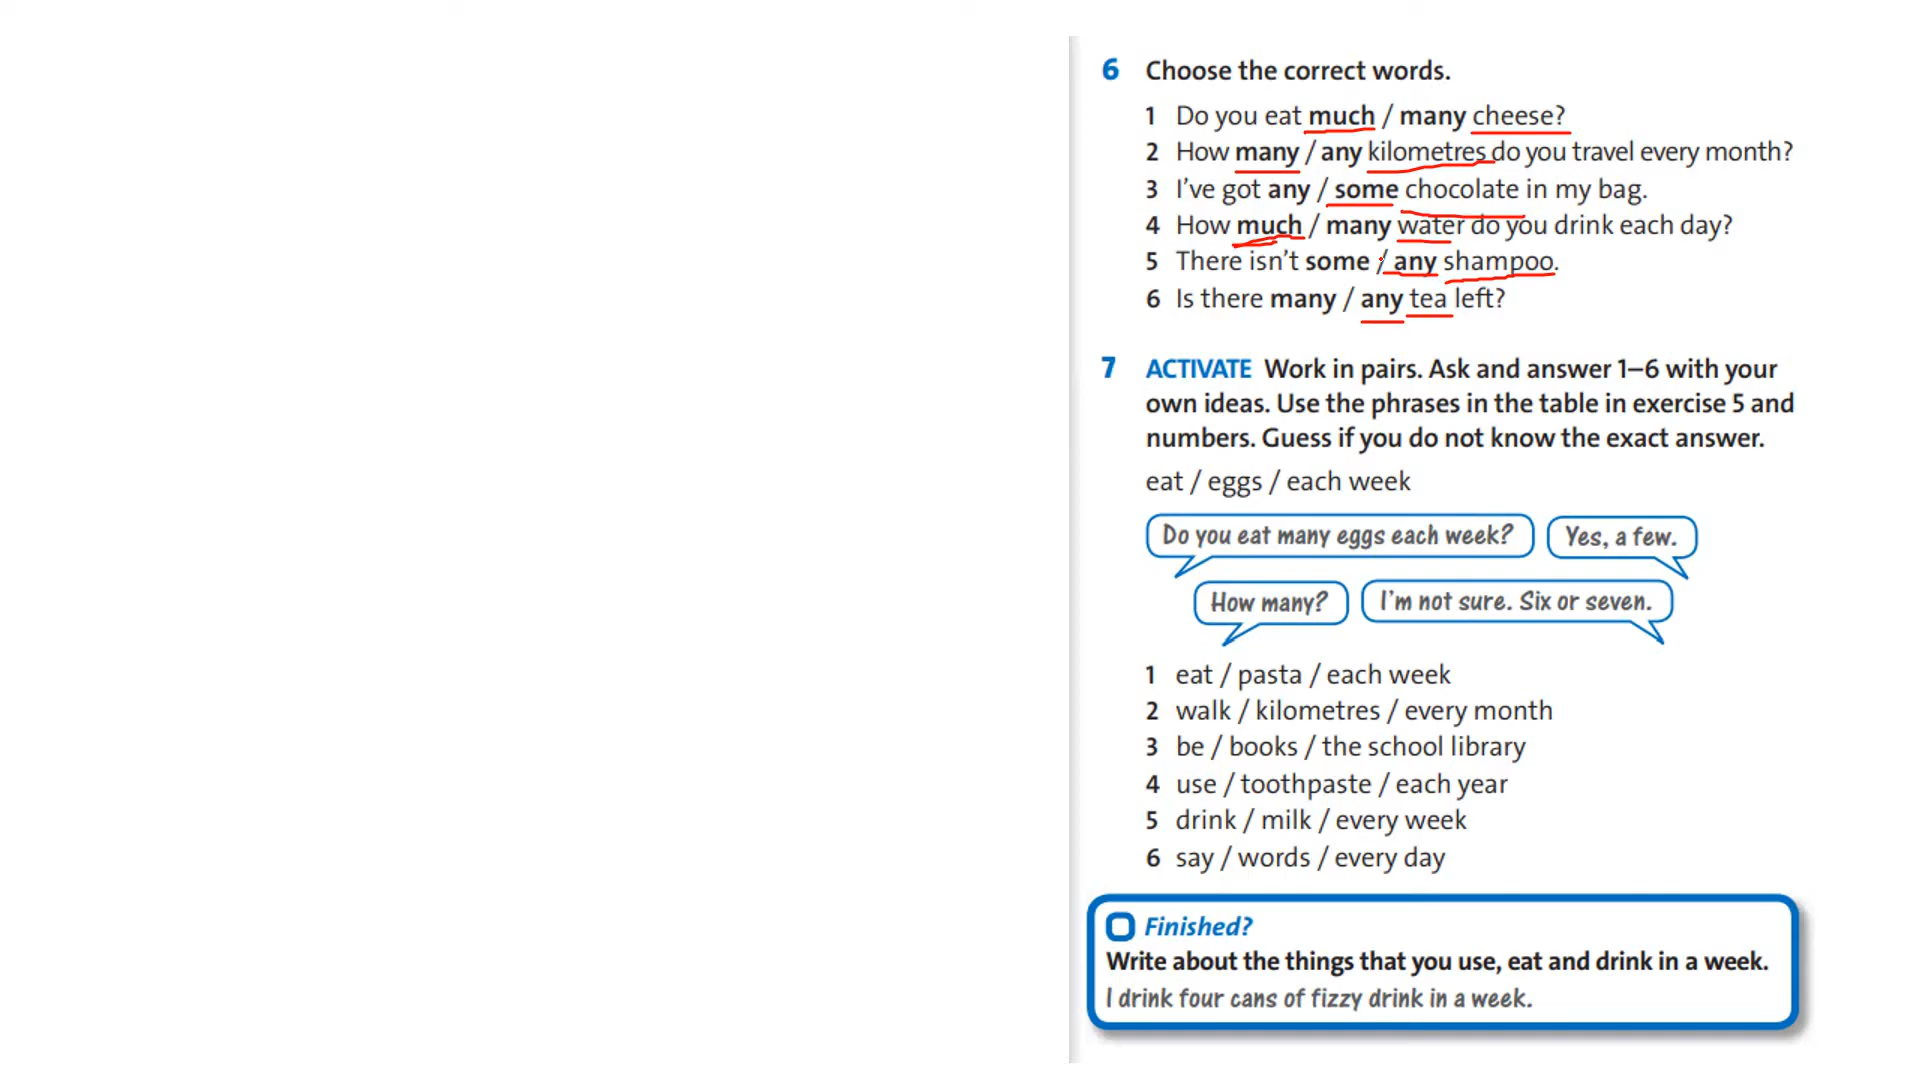 6 Choose the correct words.
1 Do you eat much / many cheese?
2 How many / any kilometres do you travel every month?
3 I've got any / some chocolate in my bag.
4 How much / many water do you drink each day?
5 There isn't some / any shampoo.
6 Is there many / any tea left?
7 ACTIVATE Work in pairs. Ask and answer 1–6 with your
own ideas. Use the phrases in the table in exercise 5 and
numbers. Guess if you do not know the exact answer.
eat / eggs / each week
Do you eat many eggs each week? Yes, a few.
How many? I'm not sure. Six or seven.
1 eat / pasta / each week
2 walk / kilometres / every month
3 be / books / the school library
4 use / toothpaste / each year
5 drink / milk / every week
6 say / words / every day
Finished?
Write about the things that you use, eat and drink in a week.
I drink four cans of fizzy drink in a week.